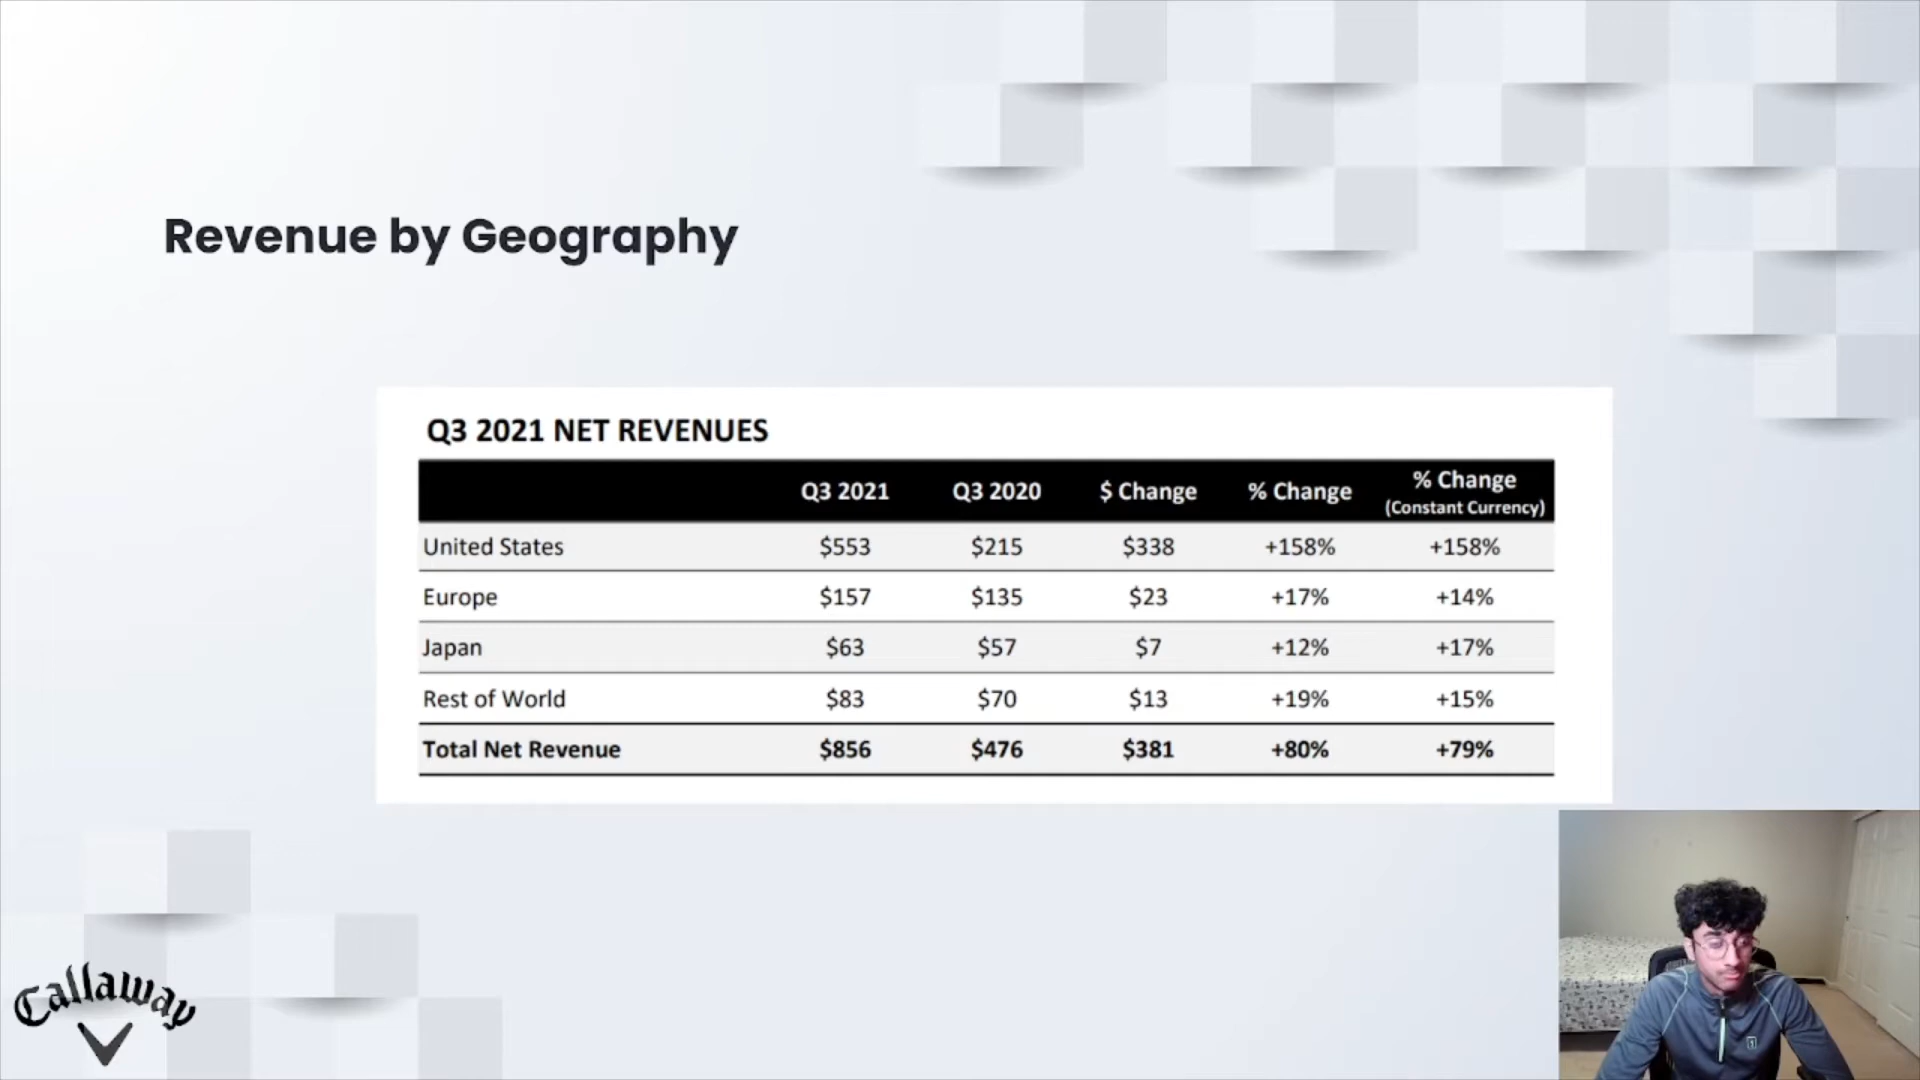 Revenue by Geography
Q3 2021 NET REVENUES
Q3 2021 Q3 2020 $ Change % Change % Change (Constant Currency)
United States $553 $215 $338 +158% +158%
Europe $157 $135 $23 +17% +14%
Japan $63 $57 $7 +12% +17%
Rest of World $83 $70 $13 +19% +15%
Total Net Revenue $856 $476 $381 +80% +79%
Callaway